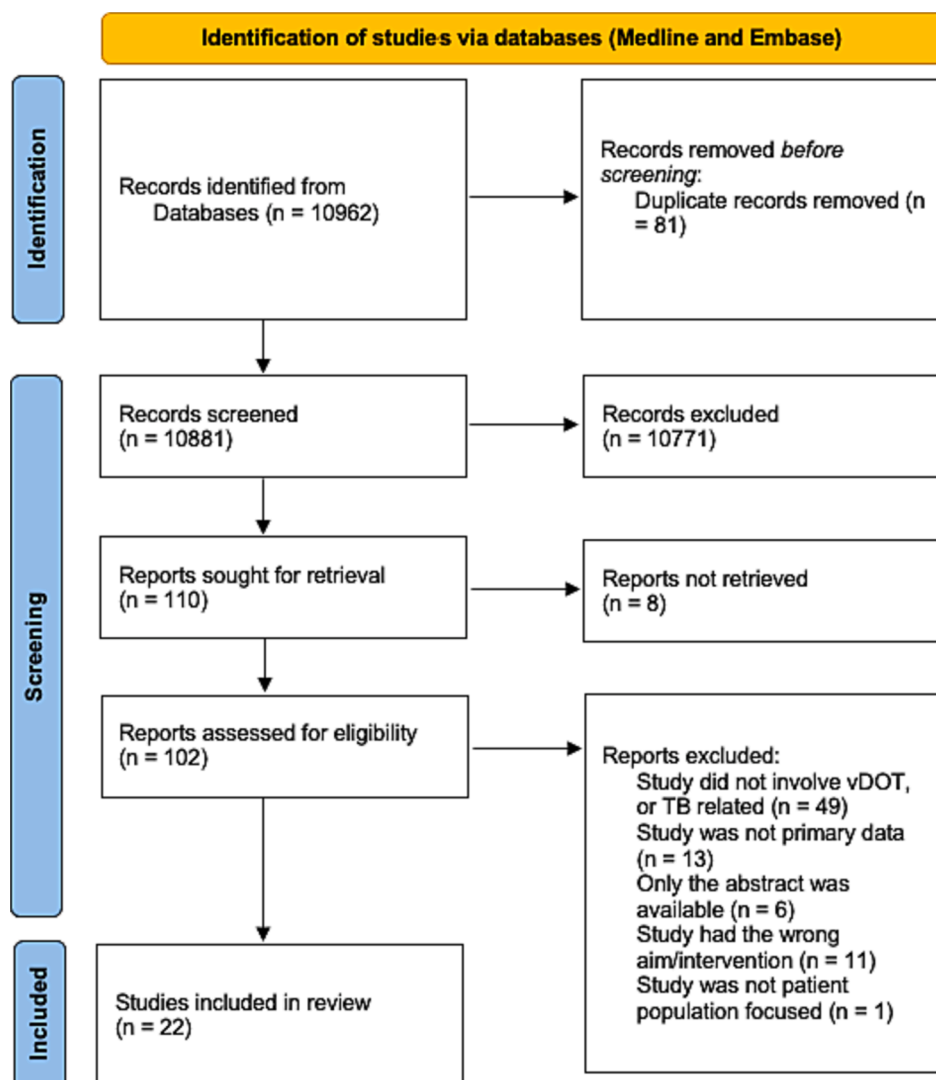 Identification of studies via databases (Medline and Embase)
Identification
Records identified from
Databases (n = 10962)
Records removed before
screening:
Duplicate records removed (n
= 81)
Screening
Records screened
(n = 10881)
Records excluded
(n = 10771)
Reports sought for retrieval
(n = 110)
Reports not retrieved
(n = 8)
Reports assessed for eligibility
(n = 102)
Reports excluded:
Study did not involve vDOT,
or TB related (n = 49)
Study was not primary data
(n = 13)
Only the abstract was
available (n = 6)
Study had the wrong
aim/intervention (n = 11)
Study was not patient
population focused (n = 1)
Included
Studies included in review
(n = 22)